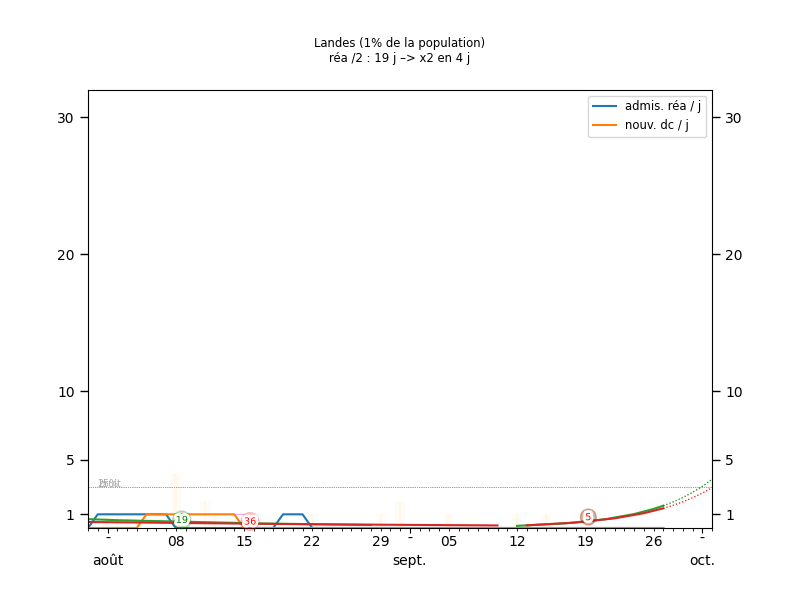 Landes (1% de la population)
réa /2 : 19 j –> x2 en 4 j
admis. réa / j
nouv. dc / j
30 30
20 20
10 10
5 5
1 1
19 36 5
- 08 15 22 29 - 05 12 19 26 -
août sept. oct.